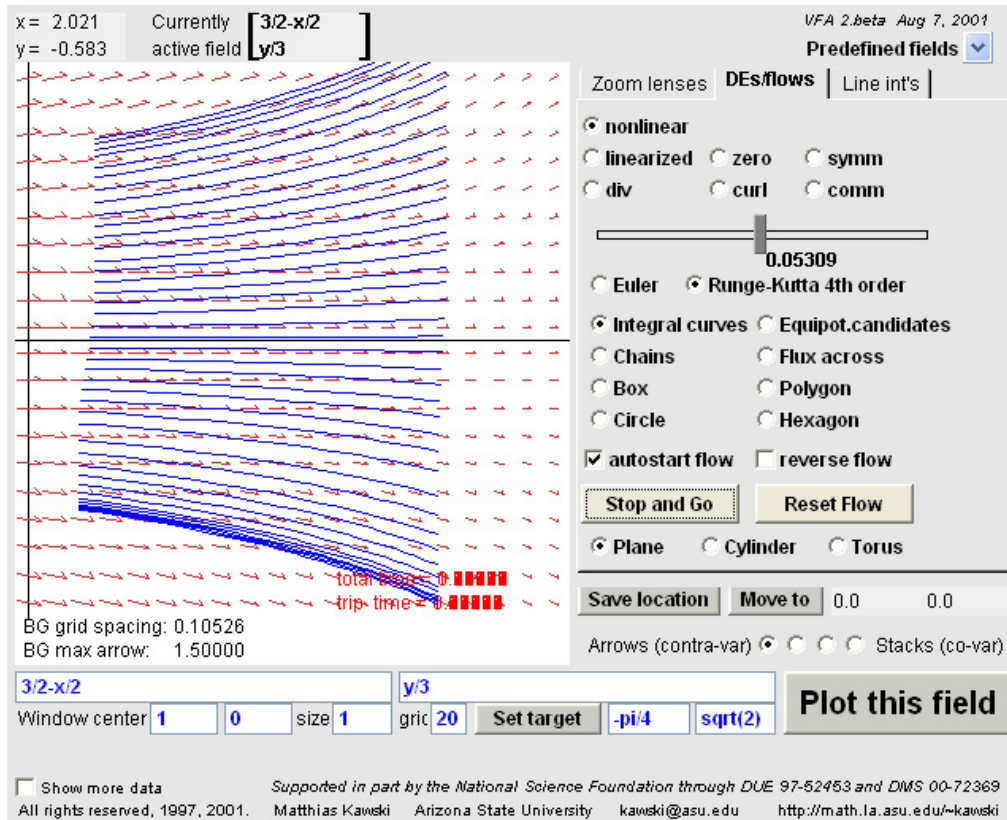 x = 2.021 Currently 3/2-x/2 VFA 2.beta Aug 7, 2001
y = -0.583 active field y/3 Predefined fields
Zoom lenses DEs/flows Line int's
nonlinear
linearized zero symm
div curl comm
0.05309
Euler Runge-Kutta 4th order
Integral curves Equipot.candidates
Chains Flux across
Box Polygon
Circle Hexagon
autostart flow reverse flow
Stop and Go Reset Flow
Plane Cylinder Torus
total time =
trip time =
Save location Move to 0.0 0.0
BG grid spacing: 0.10526
BG max arrow: 1.50000
Arrows (contra-var) Stacks (co-var)
3/2-x/2 y/3
Plot this field
Window center 1 0 size 1 gric 20 Set target -pi/4 sqrt(2)
Show more data Supported in part by the National Science Foundation through DUE 97-52453 and DMS 00-72369
All rights reserved, 1997, 2001. Matthias Kawski Arizona State University kawski@asu.edu http://math.la.asu.edu/~kawski